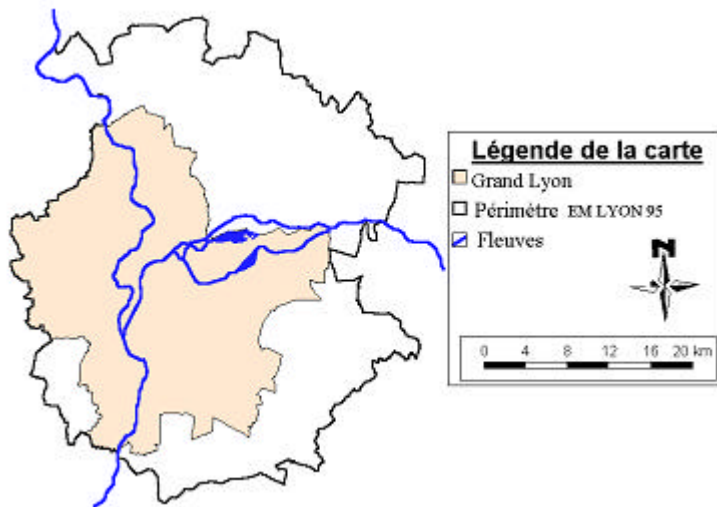 Légende de la carte
Grand Lyon
Périmètre EM LYON 95
Fleuves
N
0 4 8 12 16 20 km